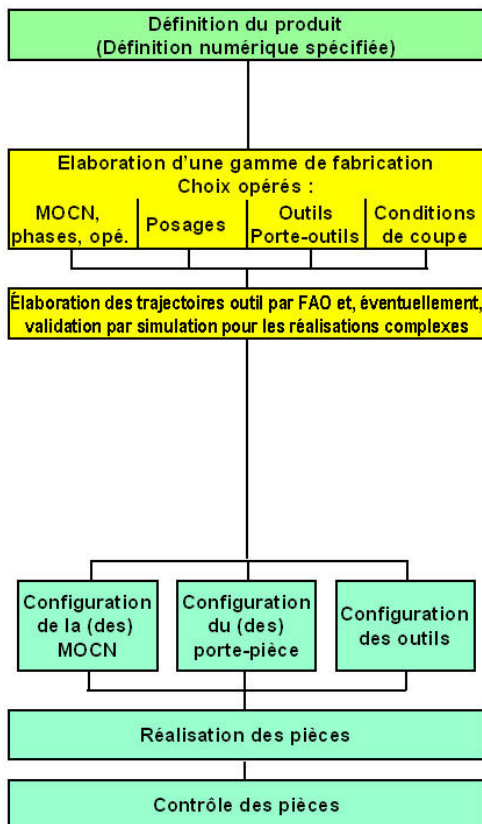 Définition du produit
(Définition numérique spécifiée)
Elaboration d'une gamme de fabrication
Choix opérés :
MOCN,
phases, opé.
Posages
Outils
Porte-outils
Conditions
de coupe
Élaboration des trajectoires outil par FAO et, éventuellement,
validation par simulation pour les réalisations complexes
Configuration
de la (des)
MOCN
Configuration
du (des)
porte-pièce
Configuration
des outils
Réalisation des pièces
Contrôle des pièces